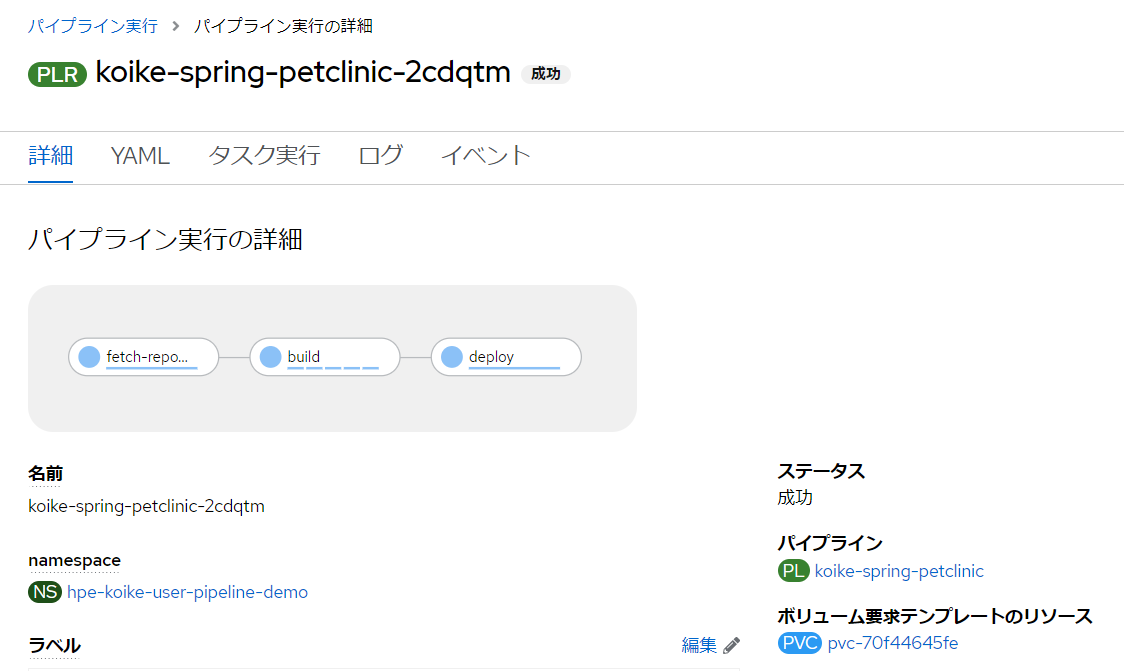 パイプライン実行 > パイプライン実行の詳細
PLR koike-spring-petclinic-2cdqtm 成功
詳細 YAML タスク実行 ログ イベント
パイプライン実行の詳細
fetch-repo... build deploy
名前
koike-spring-petclinic-2cdqtm
namespace
NS hpe-koike-user-pipeline-demo
ラベル 編集
ステータス
成功
パイプライン
PL koike-spring-petclinic
ボリューム要求テンプレートのリソース
PVC pvc-70f44645fe